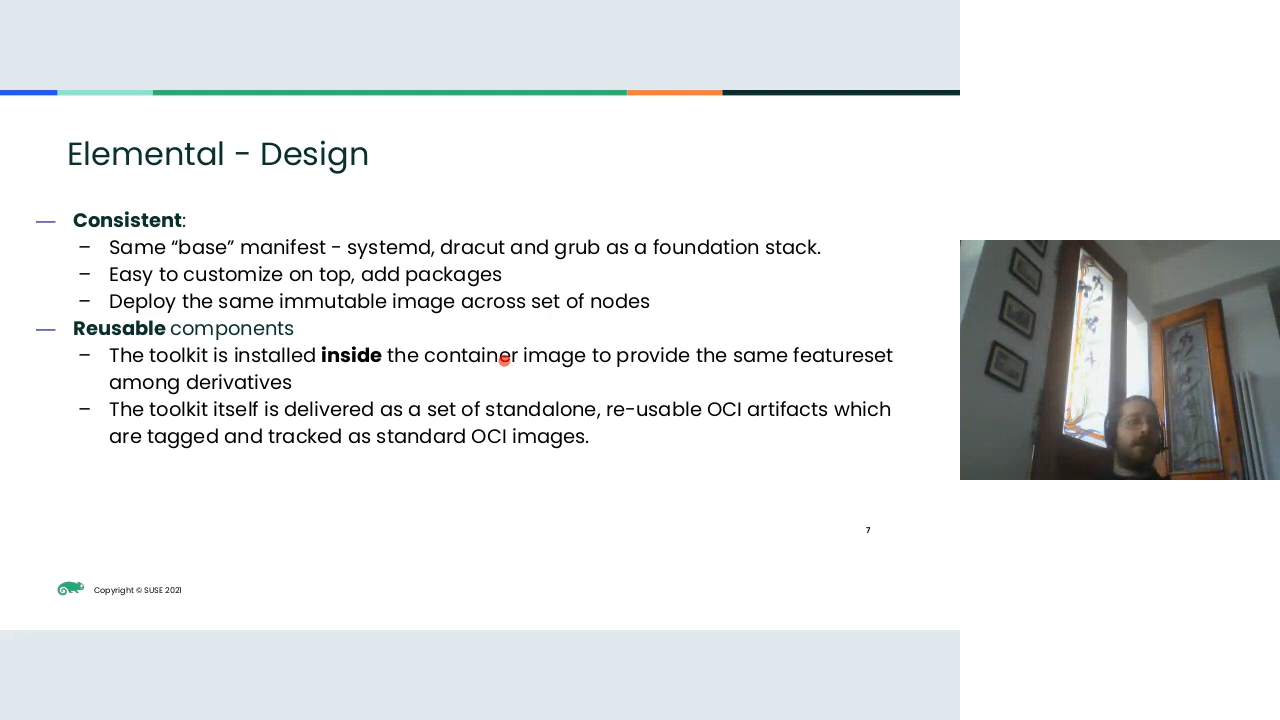 Elemental - Design
— Consistent:
– Same “base” manifest - systemd, dracut and grub as a foundation stack.
– Easy to customize on top, add packages
– Deploy the same immutable image across set of nodes
— Reusable components
– The toolkit is installed inside the container image to provide the same featureset
among derivatives
– The toolkit itself is delivered as a set of standalone, re-usable OCI artifacts which
are tagged and tracked as standard OCI images.
7
Copyright © SUSE 2021